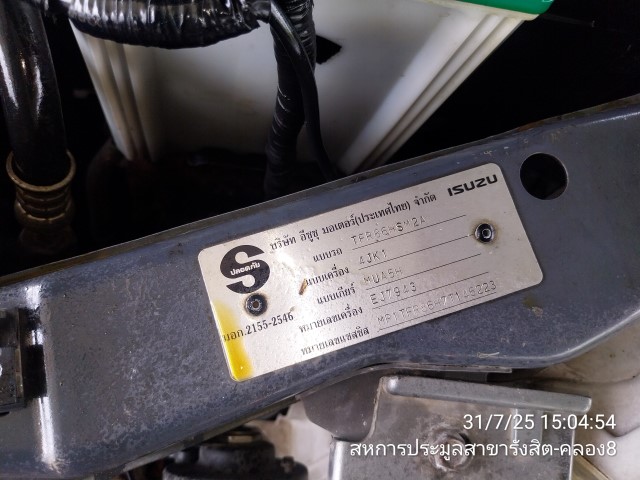 บริษัท อีซูซุ มอเตอร์(ประเทศไทย) จำกัด ISUZU
S
ปลอดภัย
มอก.2155-2546
แบบรถ
แบบเครื่อง 4JK1
แบบเกียร์ MUA5H
หมายเลขเครื่อง EJ7943
หมายเลขแชสซีส์
31/7/25 15:04:54
สหการประมูลสาขารังสิต-คลอง8